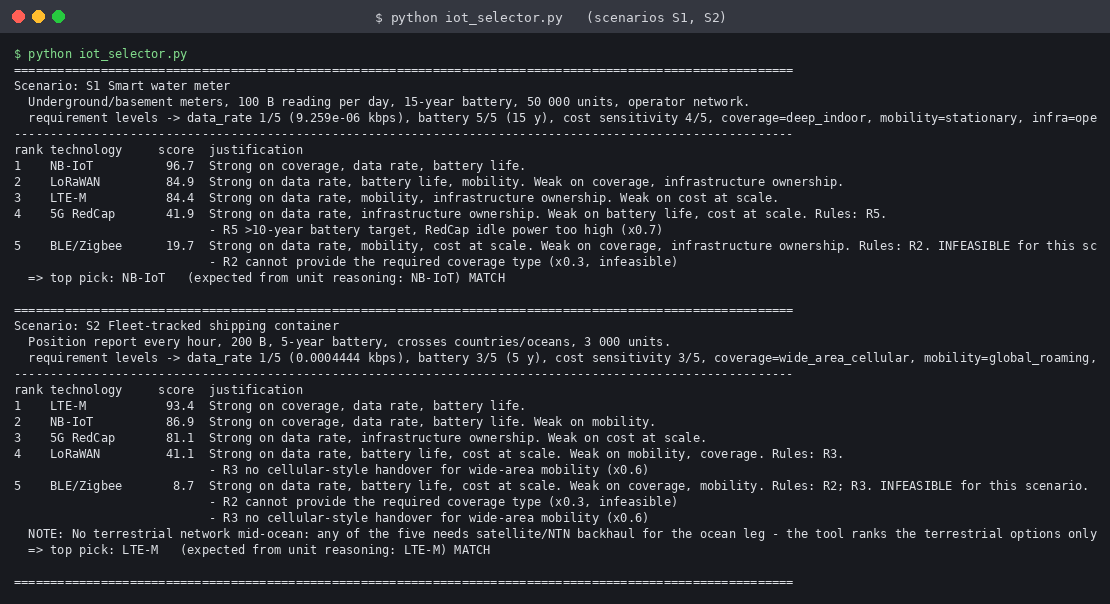 $ python iot_selector.py   (scenarios S1, S2)
$ python iot_selector.py
============================================================================================================
Scenario: S1 Smart water meter
  Underground/basement meters, 100 B reading per day, 15-year battery, 50 000 units, operator network.
  requirement levels -> data_rate 1/5 (9.259e-06 kbps), battery 5/5 (15 y), cost sensitivity 4/5, coverage=deep_indoor, mobility=stationary, infra=ope
------------------------------------------------------------------------------------------------------------
rank technology     score  justification
1    NB-IoT          96.7  Strong on coverage, data rate, battery life.
2    LoRaWAN         84.9  Strong on data rate, battery life, mobility. Weak on coverage, infrastructure ownership.
3    LTE-M           84.4  Strong on data rate, mobility, infrastructure ownership. Weak on cost at scale.
4    5G RedCap       41.9  Strong on data rate, infrastructure ownership. Weak on battery life, cost at scale. Rules: R5.
                           - R5 >10-year battery target, RedCap idle power too high (x0.7)
5    BLE/Zigbee      19.7  Strong on data rate, mobility, cost at scale. Weak on coverage, infrastructure ownership. Rules: R2. INFEASIBLE for this sc
                           - R2 cannot provide the required coverage type (x0.3, infeasible)
  => top pick: NB-IoT   (expected from unit reasoning: NB-IoT) MATCH
============================================================================================================
Scenario: S2 Fleet-tracked shipping container
  Position report every hour, 200 B, 5-year battery, crosses countries/oceans, 3 000 units.
  requirement levels -> data_rate 1/5 (0.0004444 kbps), battery 3/5 (5 y), cost sensitivity 3/5, coverage=wide_area_cellular, mobility=global_roaming,
------------------------------------------------------------------------------------------------------------
rank technology     score  justification
1    LTE-M           93.4  Strong on coverage, data rate, battery life.
2    NB-IoT          86.9  Strong on coverage, data rate, battery life. Weak on mobility.
3    5G RedCap       81.1  Strong on data rate, infrastructure ownership. Weak on cost at scale.
4    LoRaWAN         41.1  Strong on data rate, battery life, cost at scale. Weak on mobility, coverage. Rules: R3.
                           - R3 no cellular-style handover for wide-area mobility (x0.6)
5    BLE/Zigbee       8.7  Strong on data rate, battery life, cost at scale. Weak on coverage, mobility. Rules: R2; R3. INFEASIBLE for this scenario.
                           - R2 cannot provide the required coverage type (x0.3, infeasible)
                           - R3 no cellular-style handover for wide-area mobility (x0.6)
  NOTE: No terrestrial network mid-ocean: any of the five needs satellite/NTN backhaul for the ocean leg - the tool ranks the terrestrial options only
  => top pick: LTE-M   (expected from unit reasoning: LTE-M) MATCH
============================================================================================================